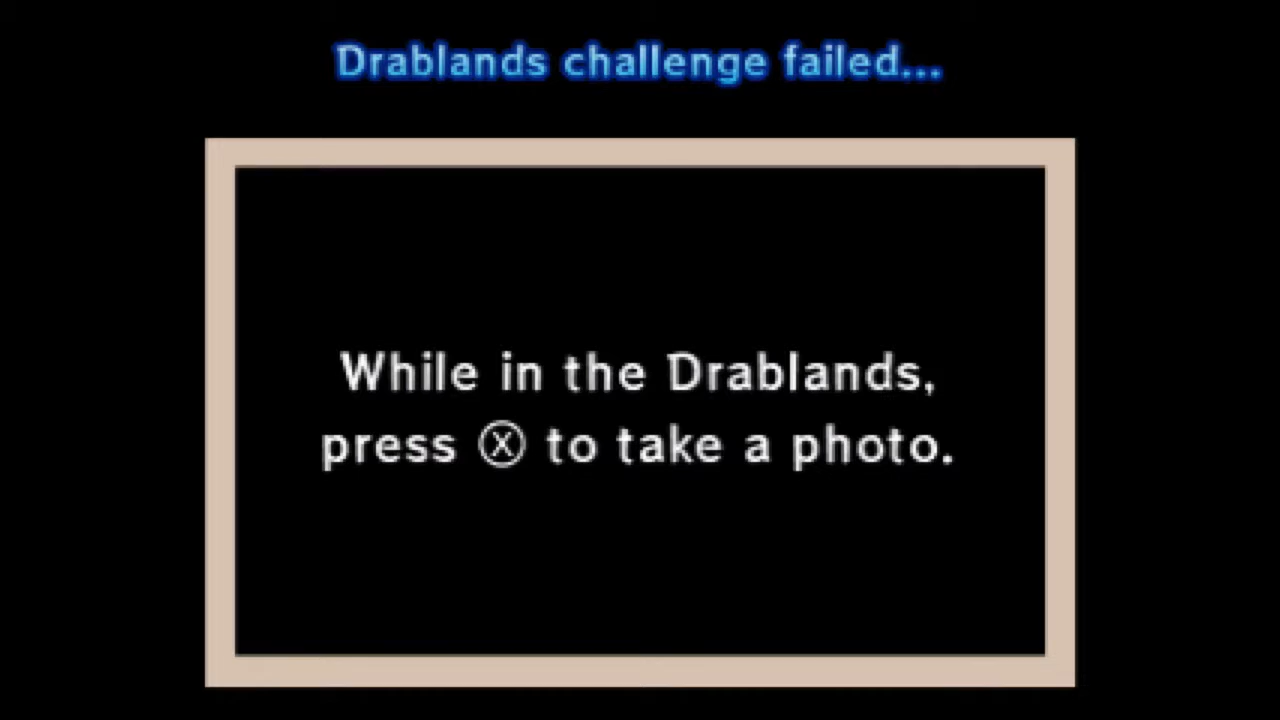 Drablands challenge failed...
While in the Drablands,
press Ⓧ to take a photo.